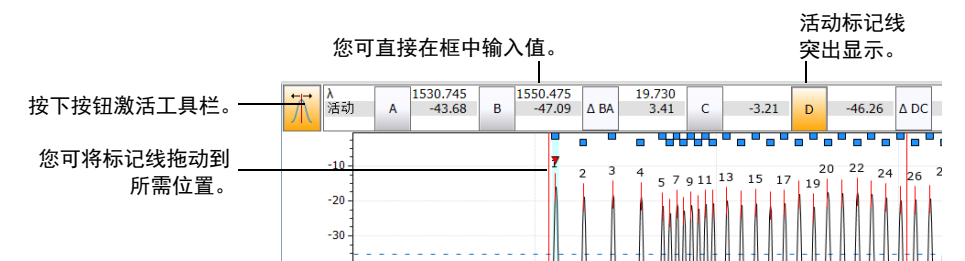 活动标记线
突出显示。
您可直接在框中输入值。
按下按钮激活工具栏。
您可将标记线拖动到
所需位置。
λ 1530.745 1550.475 19.730
活动 A -43.68 B -47.09 Δ BA 3.41 C -3.21 D -46.26 Δ DC
-10
-20
-30
1 2 3 4 5 7 9 11 13 15 17 19 20 22 24 26